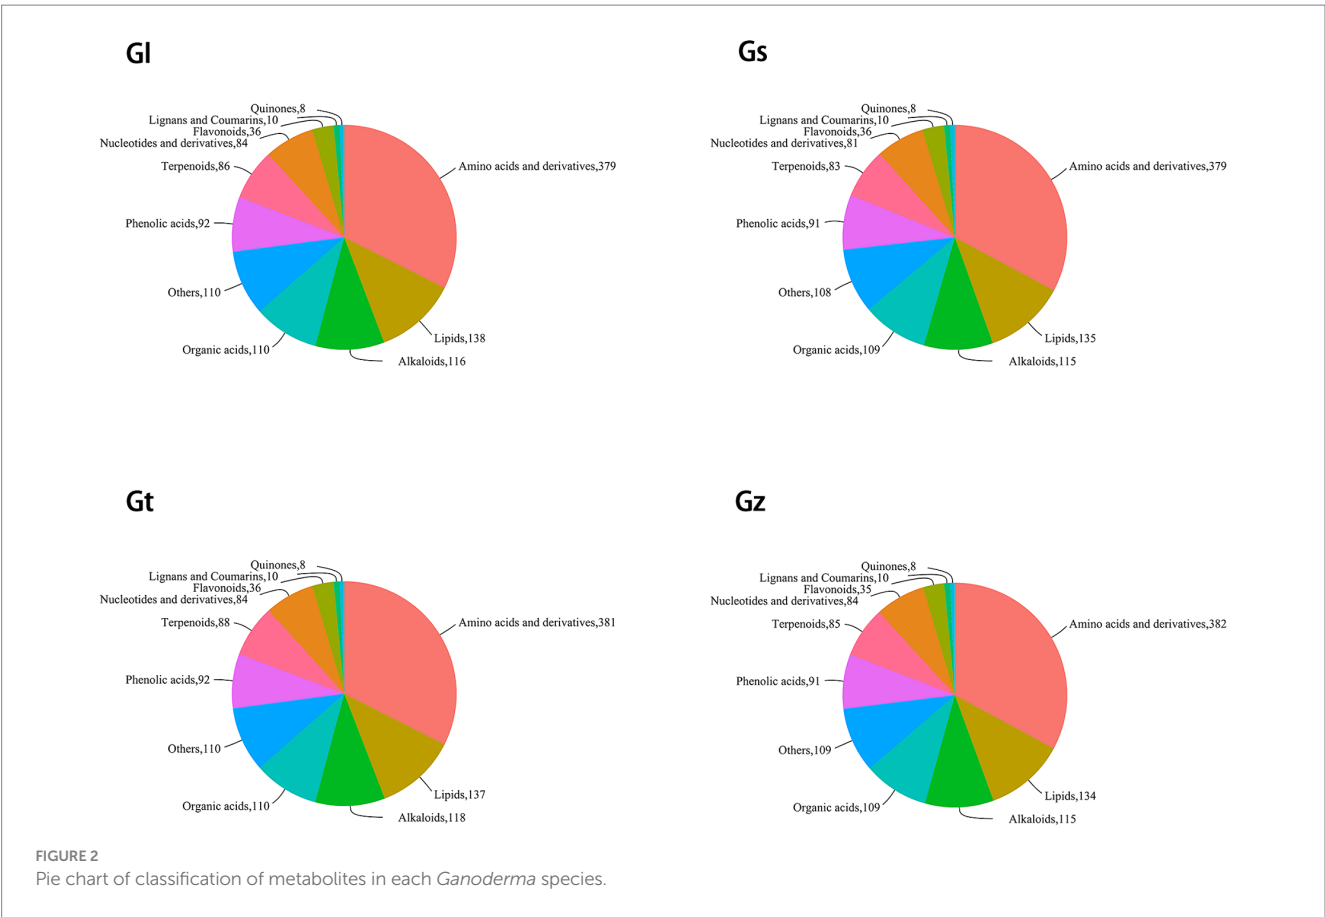 Gl
Quinones,8
Lignans and Coumarins,10
Flavonoids,36
Nucleotides and derivatives,84
Terpenoids,86
Amino acids and derivatives,379
Phenolic acids,92
Others,110
Organic acids,110
Lipids,138
Alkaloids,116
Gs
Quinones,8
Lignans and Coumarins,10
Flavonoids,36
Nucleotides and derivatives,81
Terpenoids,83
Amino acids and derivatives,379
Phenolic acids,91
Others,108
Organic acids,109
Lipids,135
Alkaloids,115
Gt
Quinones,8
Lignans and Coumarins,10
Flavonoids,36
Nucleotides and derivatives,84
Terpenoids,88
Amino acids and derivatives,381
Phenolic acids,92
Others,110
Organic acids,110
Lipids,137
Alkaloids,118
Gz
Quinones,8
Lignans and Coumarins,10
Flavonoids,35
Nucleotides and derivatives,84
Terpenoids,85
Amino acids and derivatives,382
Phenolic acids,91
Others,109
Organic acids,109
Lipids,134
Alkaloids,115
FIGURE 2
Pie chart of classification of metabolites in each Ganoderma species.